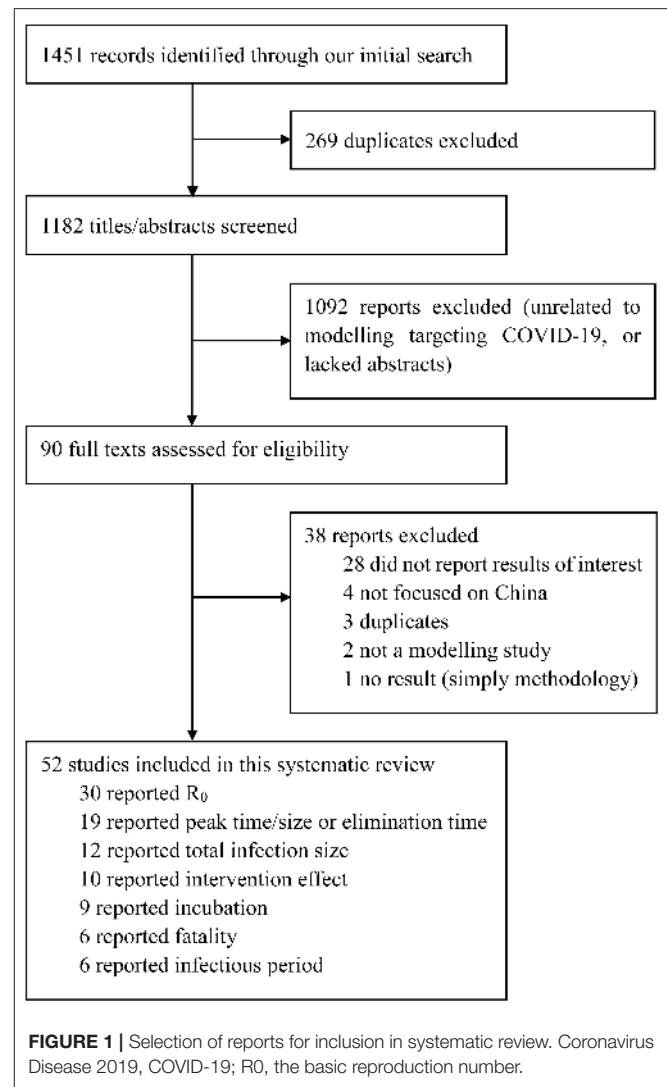 1451 records identified through our initial search
269 duplicates excluded
1182 titles/abstracts screened
1092 reports excluded (unrelated to
modelling targeting COVID-19, or
lacked abstracts)
90 full texts assessed for eligibility
38 reports excluded
28 did not report results of interest
4 not focused on China
3 duplicates
2 not a modelling study
1 no result (simply methodology)
52 studies included in this systematic review
30 reported R₀
19 reported peak time/size or elimination time
12 reported total infection size
10 reported intervention effect
9 reported incubation
6 reported fatality
6 reported infectious period
FIGURE 1 | Selection of reports for inclusion in systematic review. Coronavirus
Disease 2019, COVID-19; R0, the basic reproduction number.